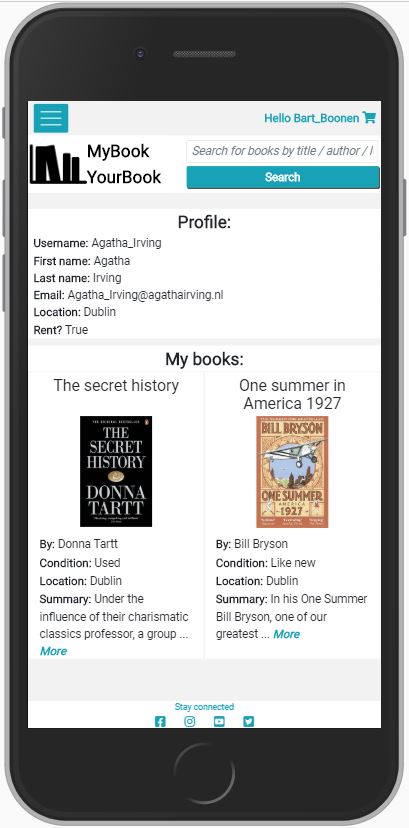 Hello Bart_Boonen
MyBook
YourBook
Search for books by title / author / I
Search
Profile:
Username: Agatha_Irving
First name: Agatha
Last name: Irving
Email: Agatha_Irving@agathairving.nl
Location: Dublin
Rent? True
My books:
The secret history
THE
SECRET
HISTORY
DONNA
TARTT
By: Donna Tartt
Condition: Used
Location: Dublin
Summary: Under the
influence of their charismatic
classics professor, a group ...
More
One summer in
America 1927
BILL BRYSON
ONE SUMMER
AMERICA
1927
By: Bill Bryson
Condition: Like new
Location: Dublin
Summary: In his One Summer
Bill Bryson, one of our
greatest ... More
Stay connected